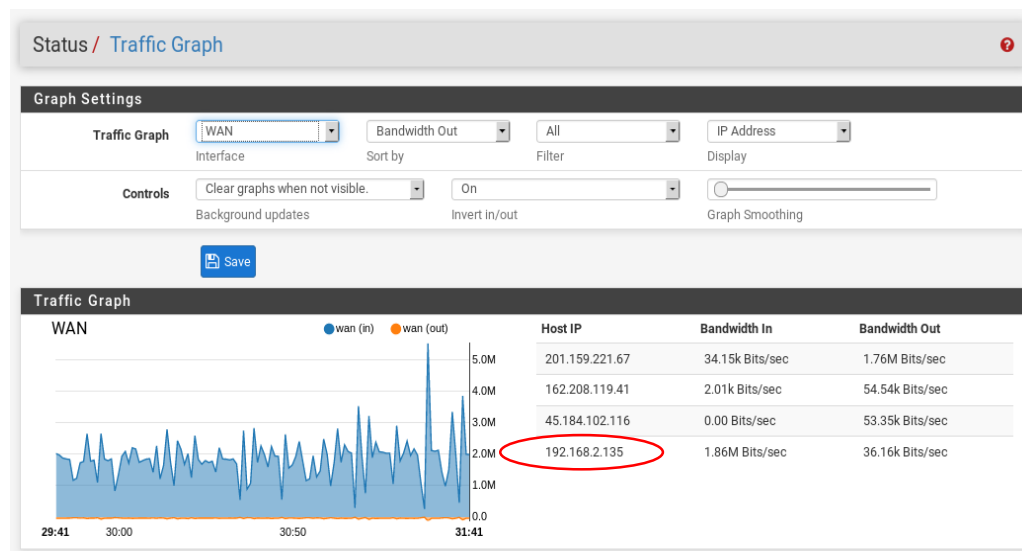 Status / Traffic Graph
Graph Settings
Traffic Graph WAN Bandwidth Out All IP Address
Interface Sort by Filter Display
Controls Clear graphs when not visible. On
Background updates Invert in/out Graph Smoothing
Save
Traffic Graph
WAN wan (in) wan (out)
Host IP Bandwidth In Bandwidth Out
201.159.221.67 34.15k Bits/sec 1.76M Bits/sec
162.208.119.41 2.01k Bits/sec 54.54k Bits/sec
45.184.102.116 0.00 Bits/sec 53.35k Bits/sec
192.168.2.135 1.86M Bits/sec 36.16k Bits/sec
5.0M
4.0M
3.0M
2.0M
1.0M
0.0
29:41 30:00 30:50 31:41